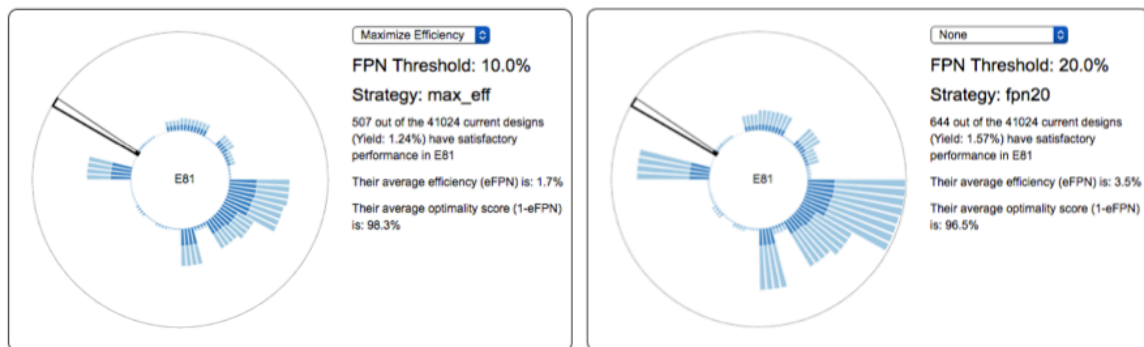 Maximize Efficiency
FPN Threshold: 10.0%
Strategy: max_eff
507 out of the 41024 current designs
(Yield: 1.24%) have satisfactory
performance in E81
Their average efficiency (eFPN) is: 1.7%
Their average optimality score (1-eFPN)
is: 98.3%
E81
None
FPN Threshold: 20.0%
Strategy: fpn20
644 out of the 41024 current designs
(Yield: 1.57%) have satisfactory
performance in E81
Their average efficiency (eFPN) is: 3.5%
Their average optimality score (1-eFPN)
is: 96.5%
E81